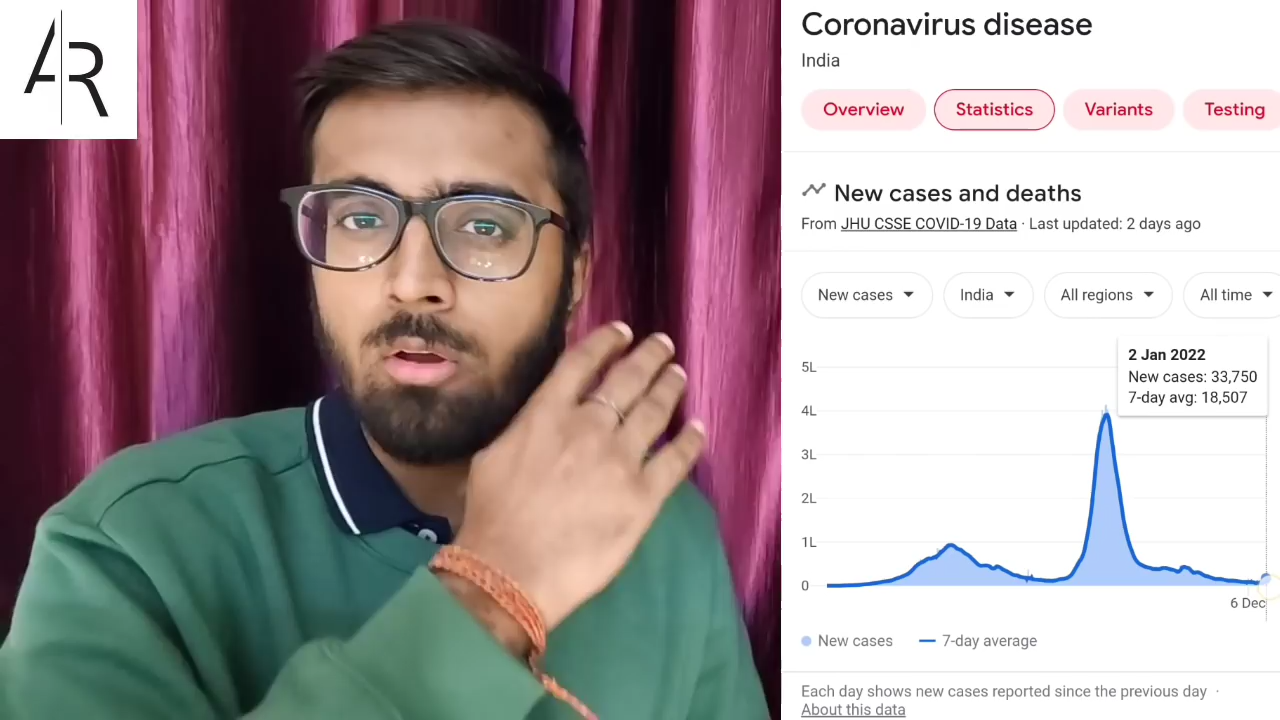 AR
Coronavirus disease
India
Overview Statistics Variants Testing
New cases and deaths
From JHU CSSE COVID-19 Data · Last updated: 2 days ago
New cases India All regions All time
2 Jan 2022
New cases: 33,750
7-day avg: 18,507
5L
4L
3L
2L
1L
0
6 Dec
New cases 7-day average
Each day shows new cases reported since the previous day ·
About this data